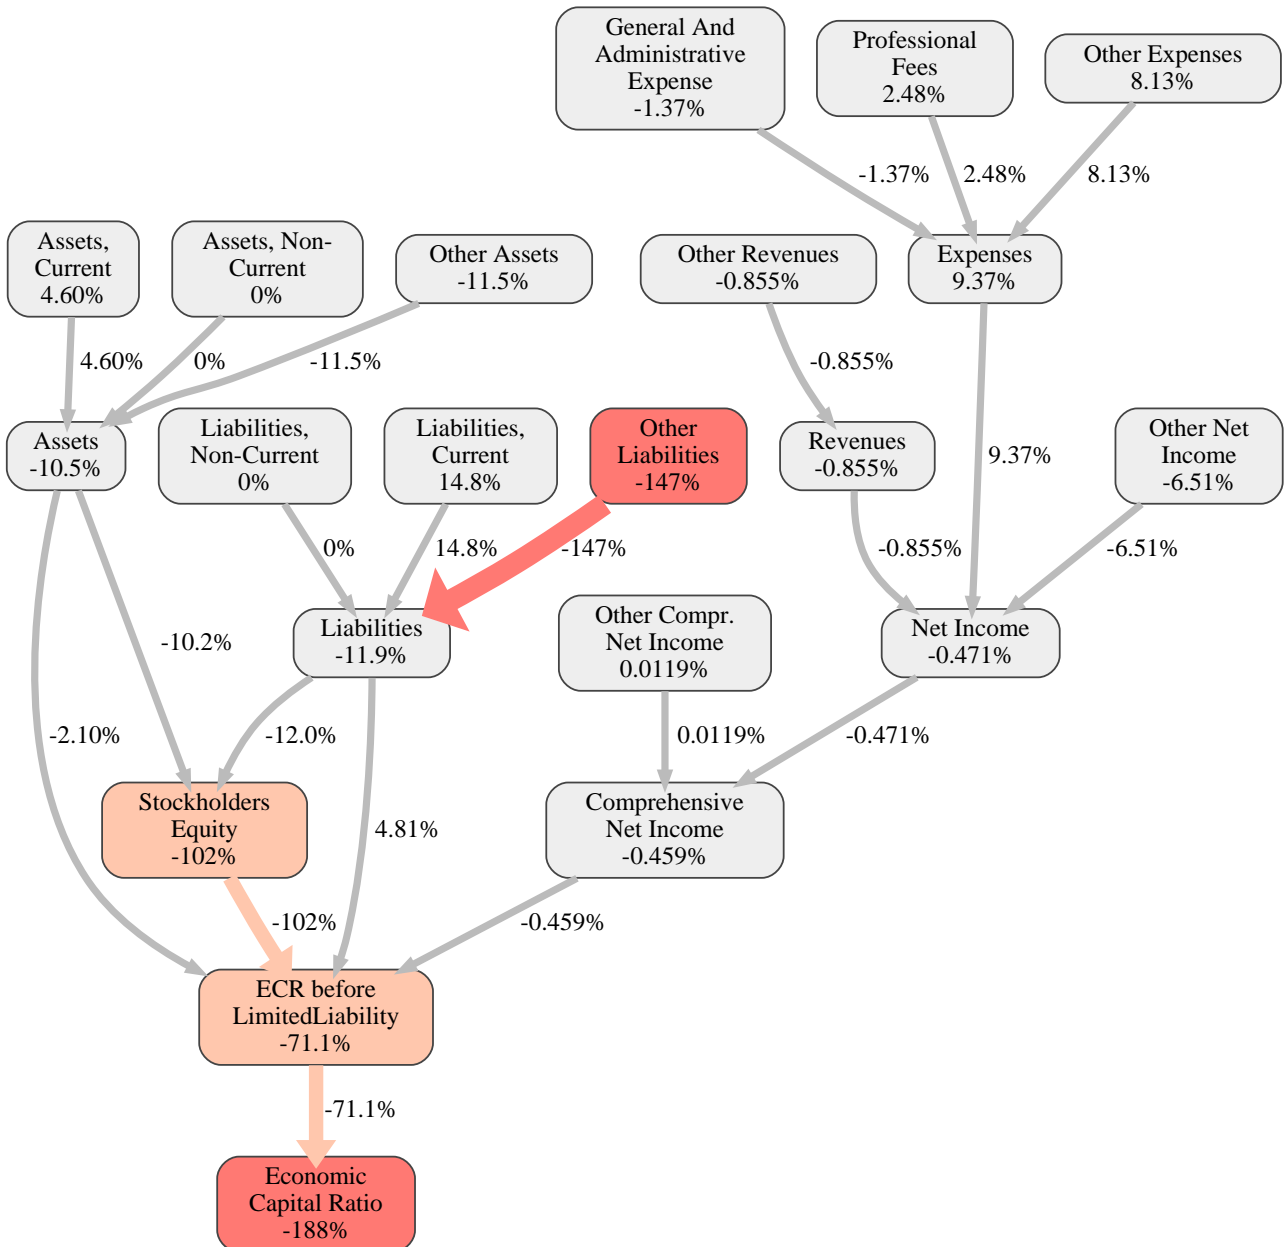 General And
Administrative
Expense
-1.37%
Professional
Fees
2.48%
Other Expenses
8.13%
-1.37%
2.48%
8.13%
Assets,
Current
4.60%
Assets, Non-
Current
0%
Other Assets
-11.5%
Other Revenues
-0.855%
Expenses
9.37%
4.60%
0%
-11.5%
-0.855%
9.37%
Assets
-10.5%
Liabilities,
Non-Current
0%
Liabilities,
Current
14.8%
Other
Liabilities
-147%
Revenues
-0.855%
Other Net
Income
-6.51%
0%
14.8%
-147%
-0.855%
-6.51%
-10.2%
Liabilities
-11.9%
Other Compr.
Net Income
0.0119%
Net Income
-0.471%
-2.10%
-12.0%
4.81%
0.0119%
-0.471%
Stockholders
Equity
-102%
Comprehensive
Net Income
-0.459%
-102%
-0.459%
ECR before
LimitedLiability
-71.1%
-71.1%
Economic
Capital Ratio
-188%